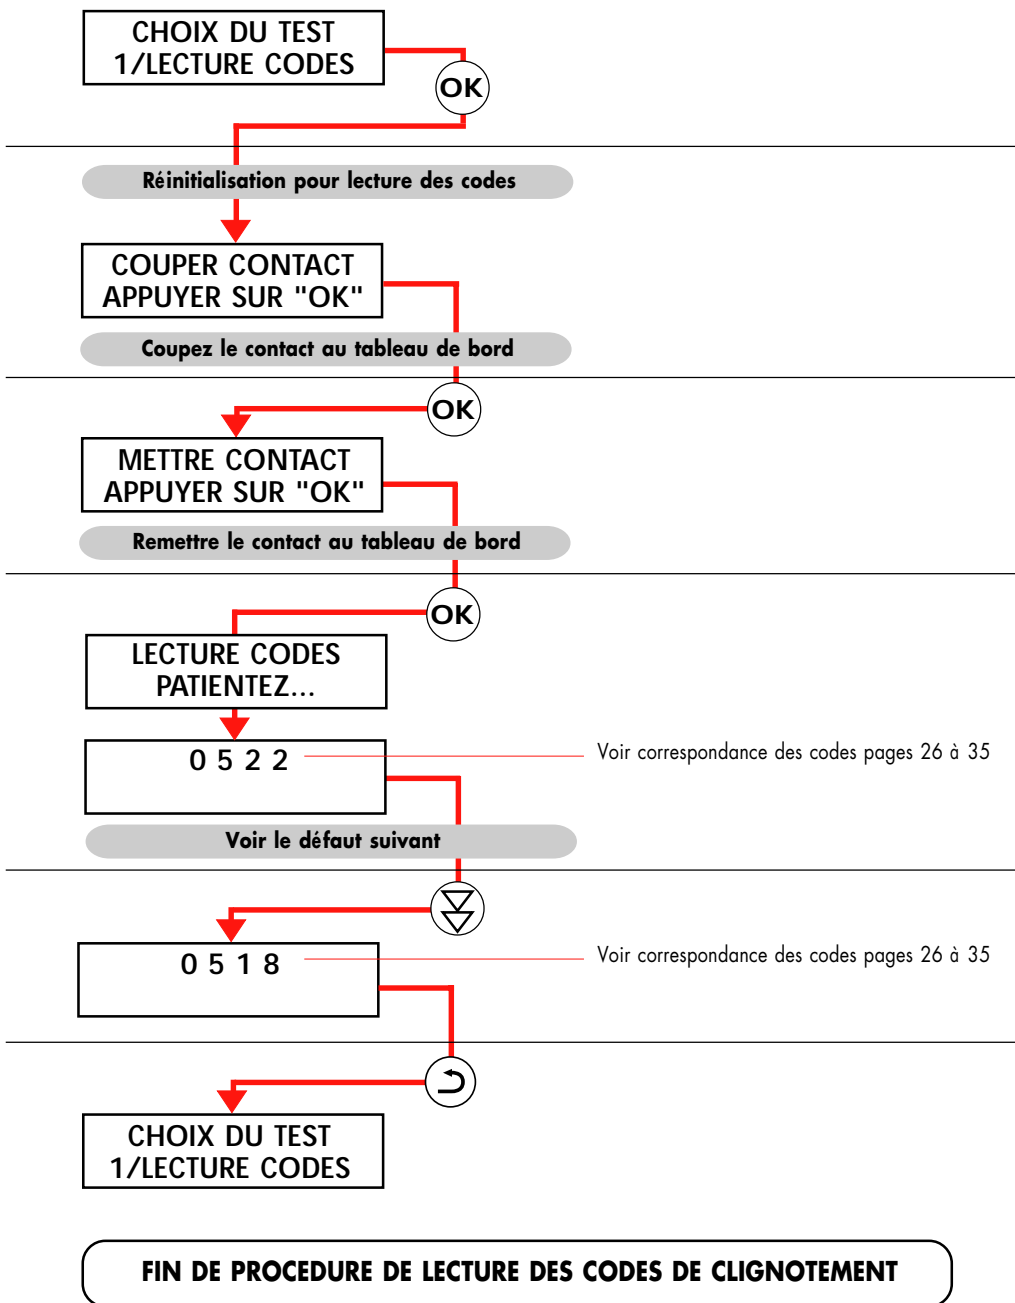 CHOIX DU TEST
1/LECTURE CODES
OK
Réinitialisation pour lecture des codes
COUPER CONTACT
APPUYER SUR "OK"
Coupez le contact au tableau de bord
OK
METTRE CONTACT
APPUYER SUR "OK"
Remettre le contact au tableau de bord
OK
LECTURE CODES
PATIENTEZ...
0 5 2 2
Voir correspondance des codes pages 26 à 35
Voir le défaut suivant
0 5 1 8
Voir correspondance des codes pages 26 à 35
CHOIX DU TEST
1/LECTURE CODES
FIN DE PROCEDURE DE LECTURE DES CODES DE CLIGNOTEMENT